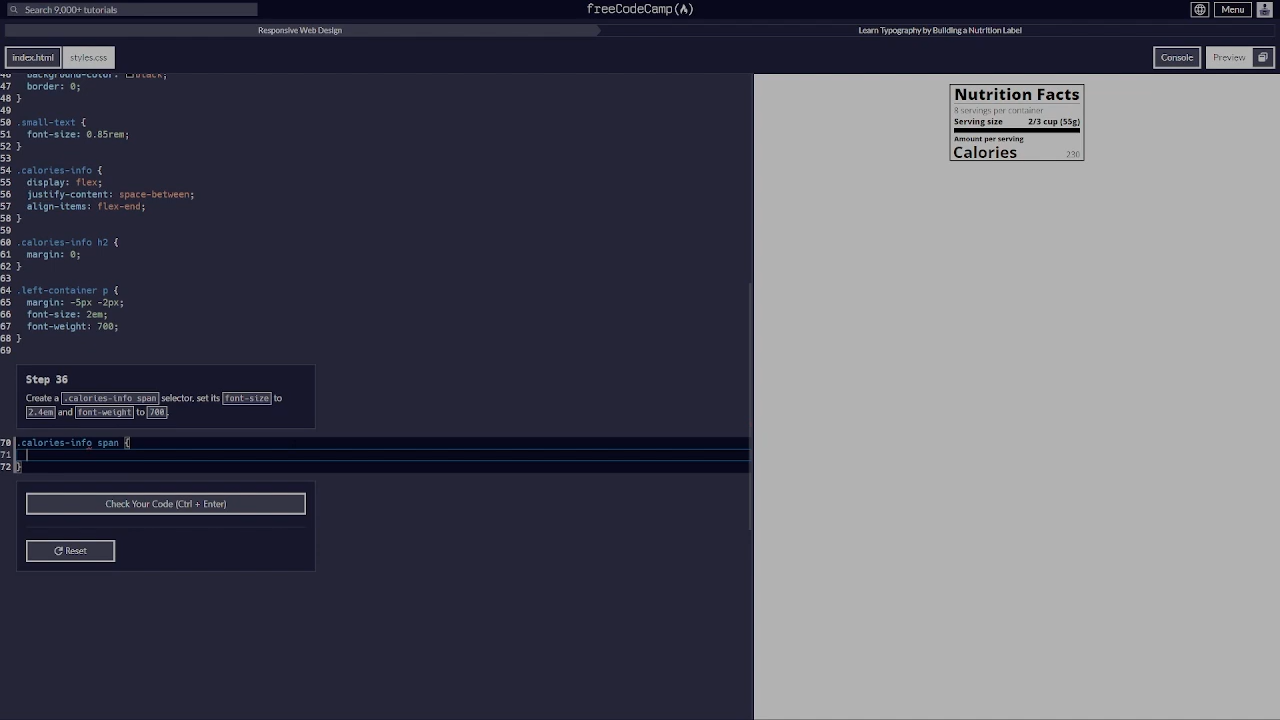 Search 9,000+ tutorials
freeCodeCamp(🔥)
Menu
Responsive Web Design
Learn Typography by Building a Nutrition Label
index.html
styles.css
Console
Preview
46 background-color: black;
47 border: 0;
48 }
49
50 .small-text {
51 font-size: 0.85rem;
52 }
53
54 .calories-info {
55 display: flex;
56 justify-content: space-between;
57 align-items: flex-end;
58 }
59
60 .calories-info h2 {
61 margin: 0;
62 }
63
64 .left-container p {
65 margin: -5px -2px;
66 font-size: 2em;
67 font-weight: 700;
68 }
69
Step 36
Create a .calories-info span selector, set its font-size to
2.4em and font-weight to 700.
70 .calories-info span {
71
72 }
Check Your Code (Ctrl + Enter)
Reset
Nutrition Facts
8 servings per container
Serving size 2/3 cup (55g)
Amount per serving
Calories 230